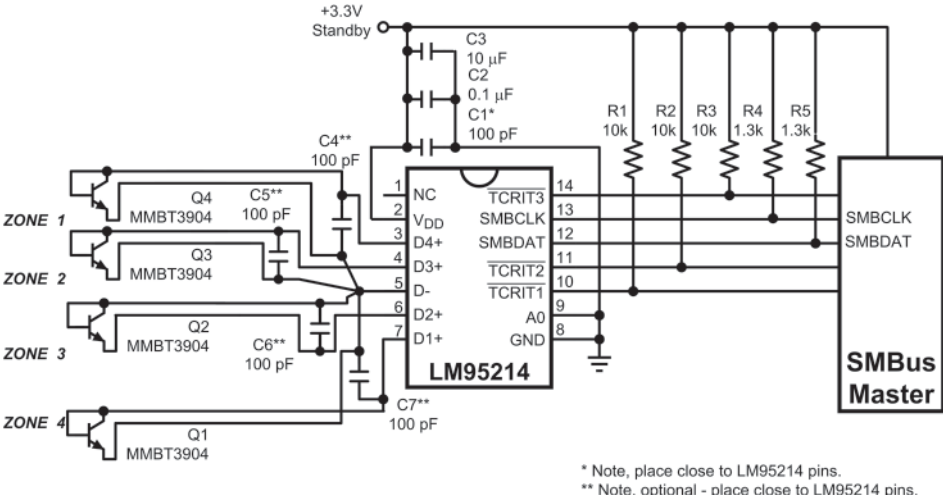 +3.3V
Standby
C3
10 μF
C2
0.1 μF
C1*
100 pF
C4**
100 pF
R1
10k
R2
10k
R3
10k
R4
1.3k
R5
1.3k
ZONE 1
Q4
MMBT3904
C5**
100 pF
ZONE 2
Q3
MMBT3904
ZONE 3
Q2
MMBT3904
C6**
100 pF
ZONE 4
Q1
MMBT3904
C7**
100 pF
1 NC
2 VDD
3 D4+
4 D3+
5 D-
6 D2+
7 D1+
TCRIT3 14
SMBCLK 13
SMBDAT 12
TCRIT2 11
TCRIT1 10
A0 9
GND 8
LM95214
SMBCLK
SMBDAT
SMBus
Master
* Note, place close to LM95214 pins.
** Note, optional - place close to LM95214 pins.